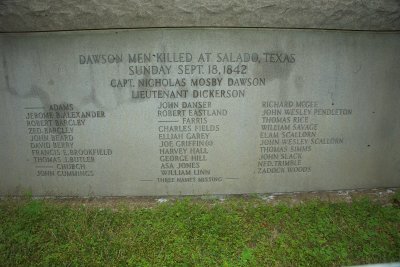 DAWSON MEN KILLED AT SALADO, TEXAS
SUNDAY SEPT. 18, 1842
CAPT. NICHOLAS MOSBY DAWSON
LIEUTENANT DICKERSON
—— ADAMS
JEROME B. ALEXANDER
ROBERT BARCLEY
ZED BARCLEY
JOHN BEARD
DAVID BERRY
FRANCIS E. BROOKFIELD
THOMAS J. BUTLER
—— CHURCH
JOHN CUMMINGS
JOHN DANSER
ROBERT EASTLAND
—— FARRIS
CHARLES FIELDS
ELIJAH GAREY
JOE GRIFFIN
HARVEY HALL
GEORGE HILL
ASA JONES
WILLIAM LINN
THREE NAMES MISSING
RICHARD MCGEE
JOHN WESLEY PENDLETON
THOMAS RICE
WILLIAM SAVAGE
ELAM SCALLORN
JOHN WESLEY SCALLORN
THOMAS SIMMS
JOHN SLACK
NED TRIMBLE
ZADOCK WOODS